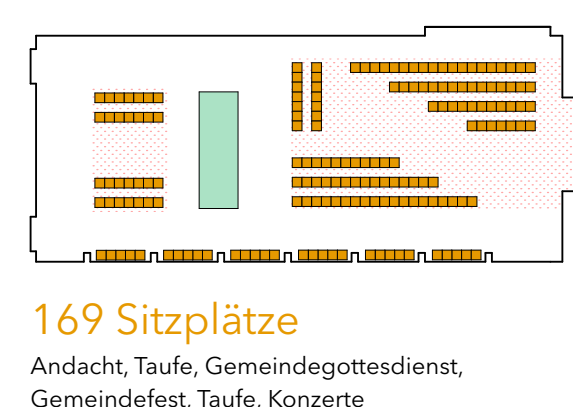 169 Sitzplätze
Andacht, Taufe, Gemeindegottesdienst,
Gemeindefest, Taufe, Konzerte